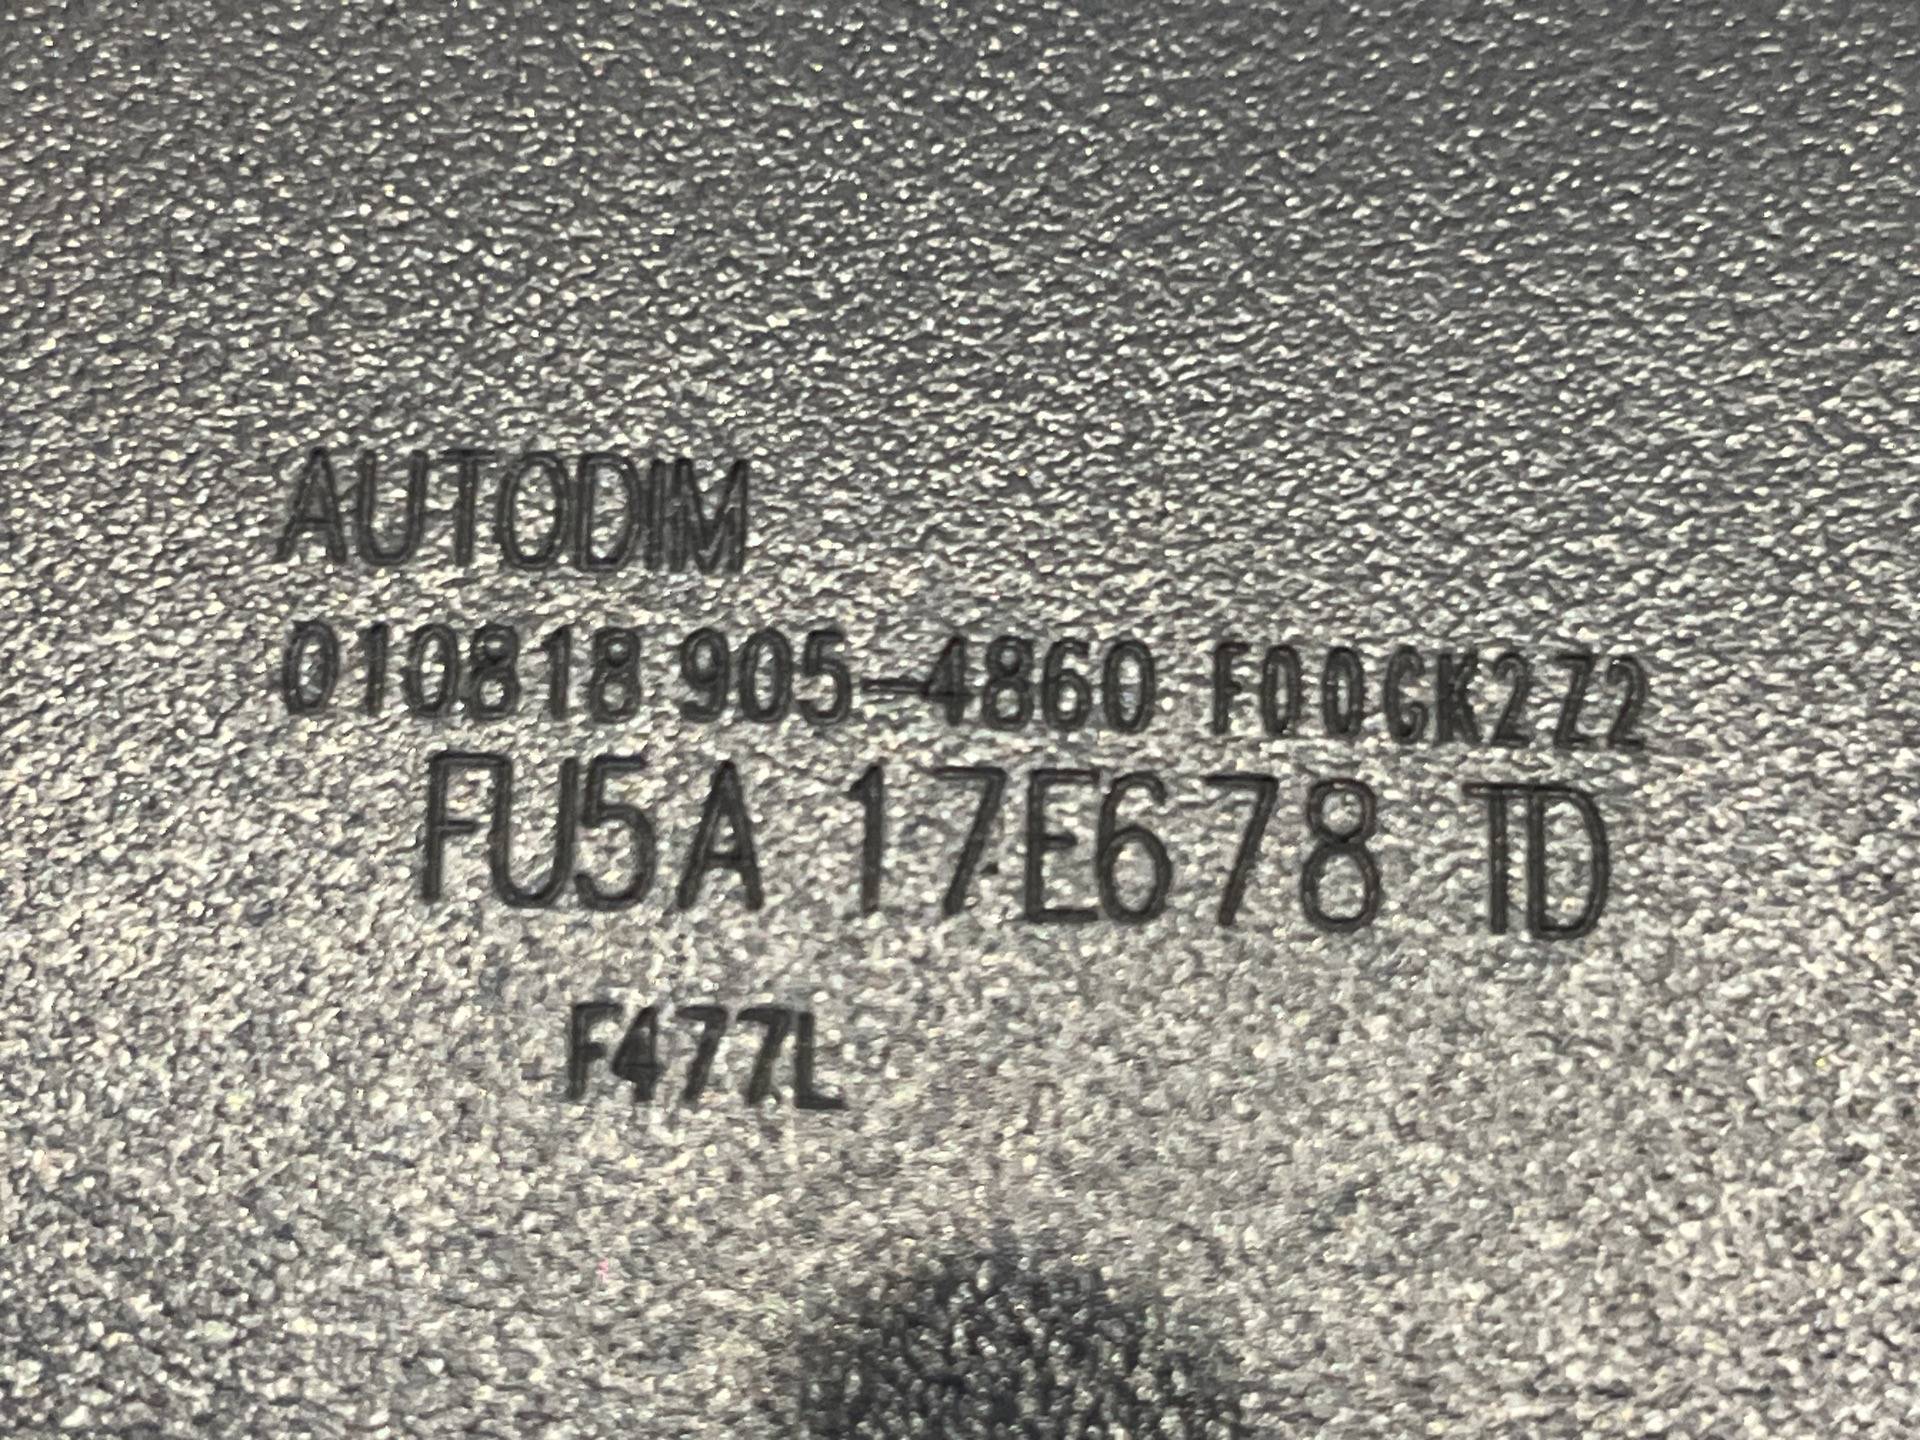 AUTODIM
010818 905-4860 F00GK2Z2
FU5A 17E678 TD
F477L